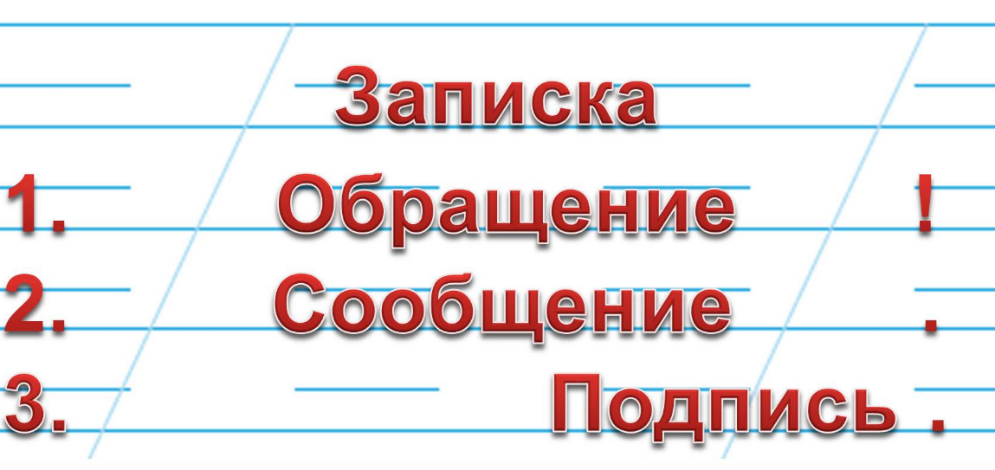 Записка
1. Обращение !
2. Сообщение .
3. Подпись .